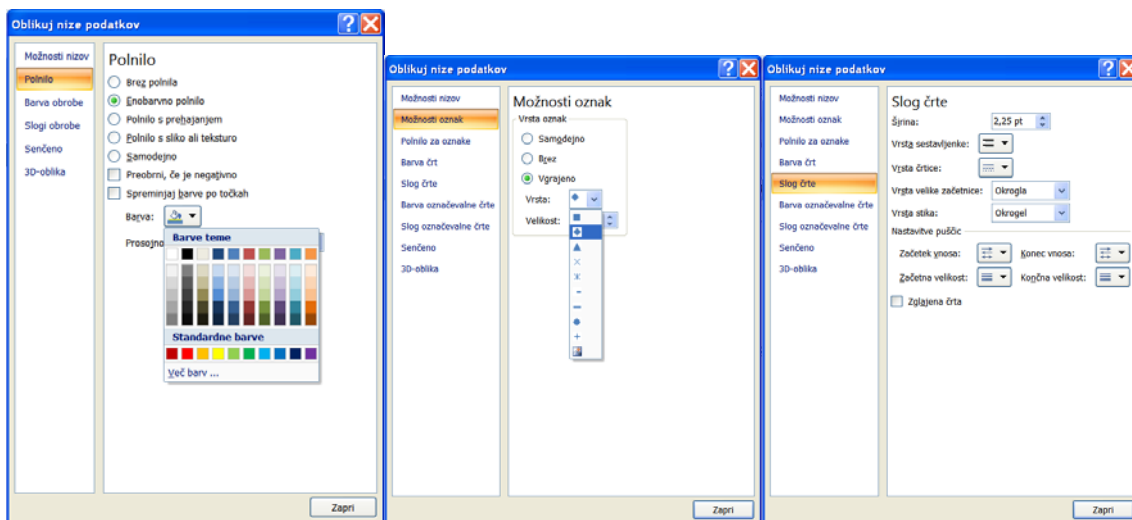 Oblikuj nize podatkov
Možnosti nizov
Polnilo
Barva obrobe
Slogi obrobe
Senčeno
3D-oblika
Polnilo
Brez polnila
Enobarvno polnilo
Polnilo s prehajanjem
Polnilo s sliko ali teksturo
Samodejno
Preobrni, če je negativno
Spreminjaj barve po točkah
Barva:
Prosojno
Barve teme
Standardne barve
Več barv ...
Zapri
Oblikuj nize podatkov
Možnosti nizov
Možnosti oznak
Polnilo za oznake
Barva črt
Slog črte
Barva označevalne črte
Slog označevalne črte
Senčeno
3D-oblika
Možnosti oznak
Vrsta oznak
Samodejno
Brez
Vgrajeno
Vrsta:
Velikost:
Zapri
Oblikuj nize podatkov
Možnosti nizov
Možnosti oznak
Polnilo za oznake
Barva črt
Slog črte
Barva označevalne črte
Slog označevalne črte
Senčeno
3D-oblika
Slog črte
Širina: 2,25 pt
Vrsta sestavljenke:
Vrsta črtice:
Vrsta velike začetnice: Okrogla
Vrsta stika: Okrogel
Nastavitve puščic
Začetek vnosa: Konec vnosa:
Začetna velikost: Končna velikost:
Zglajena črta
Zapri